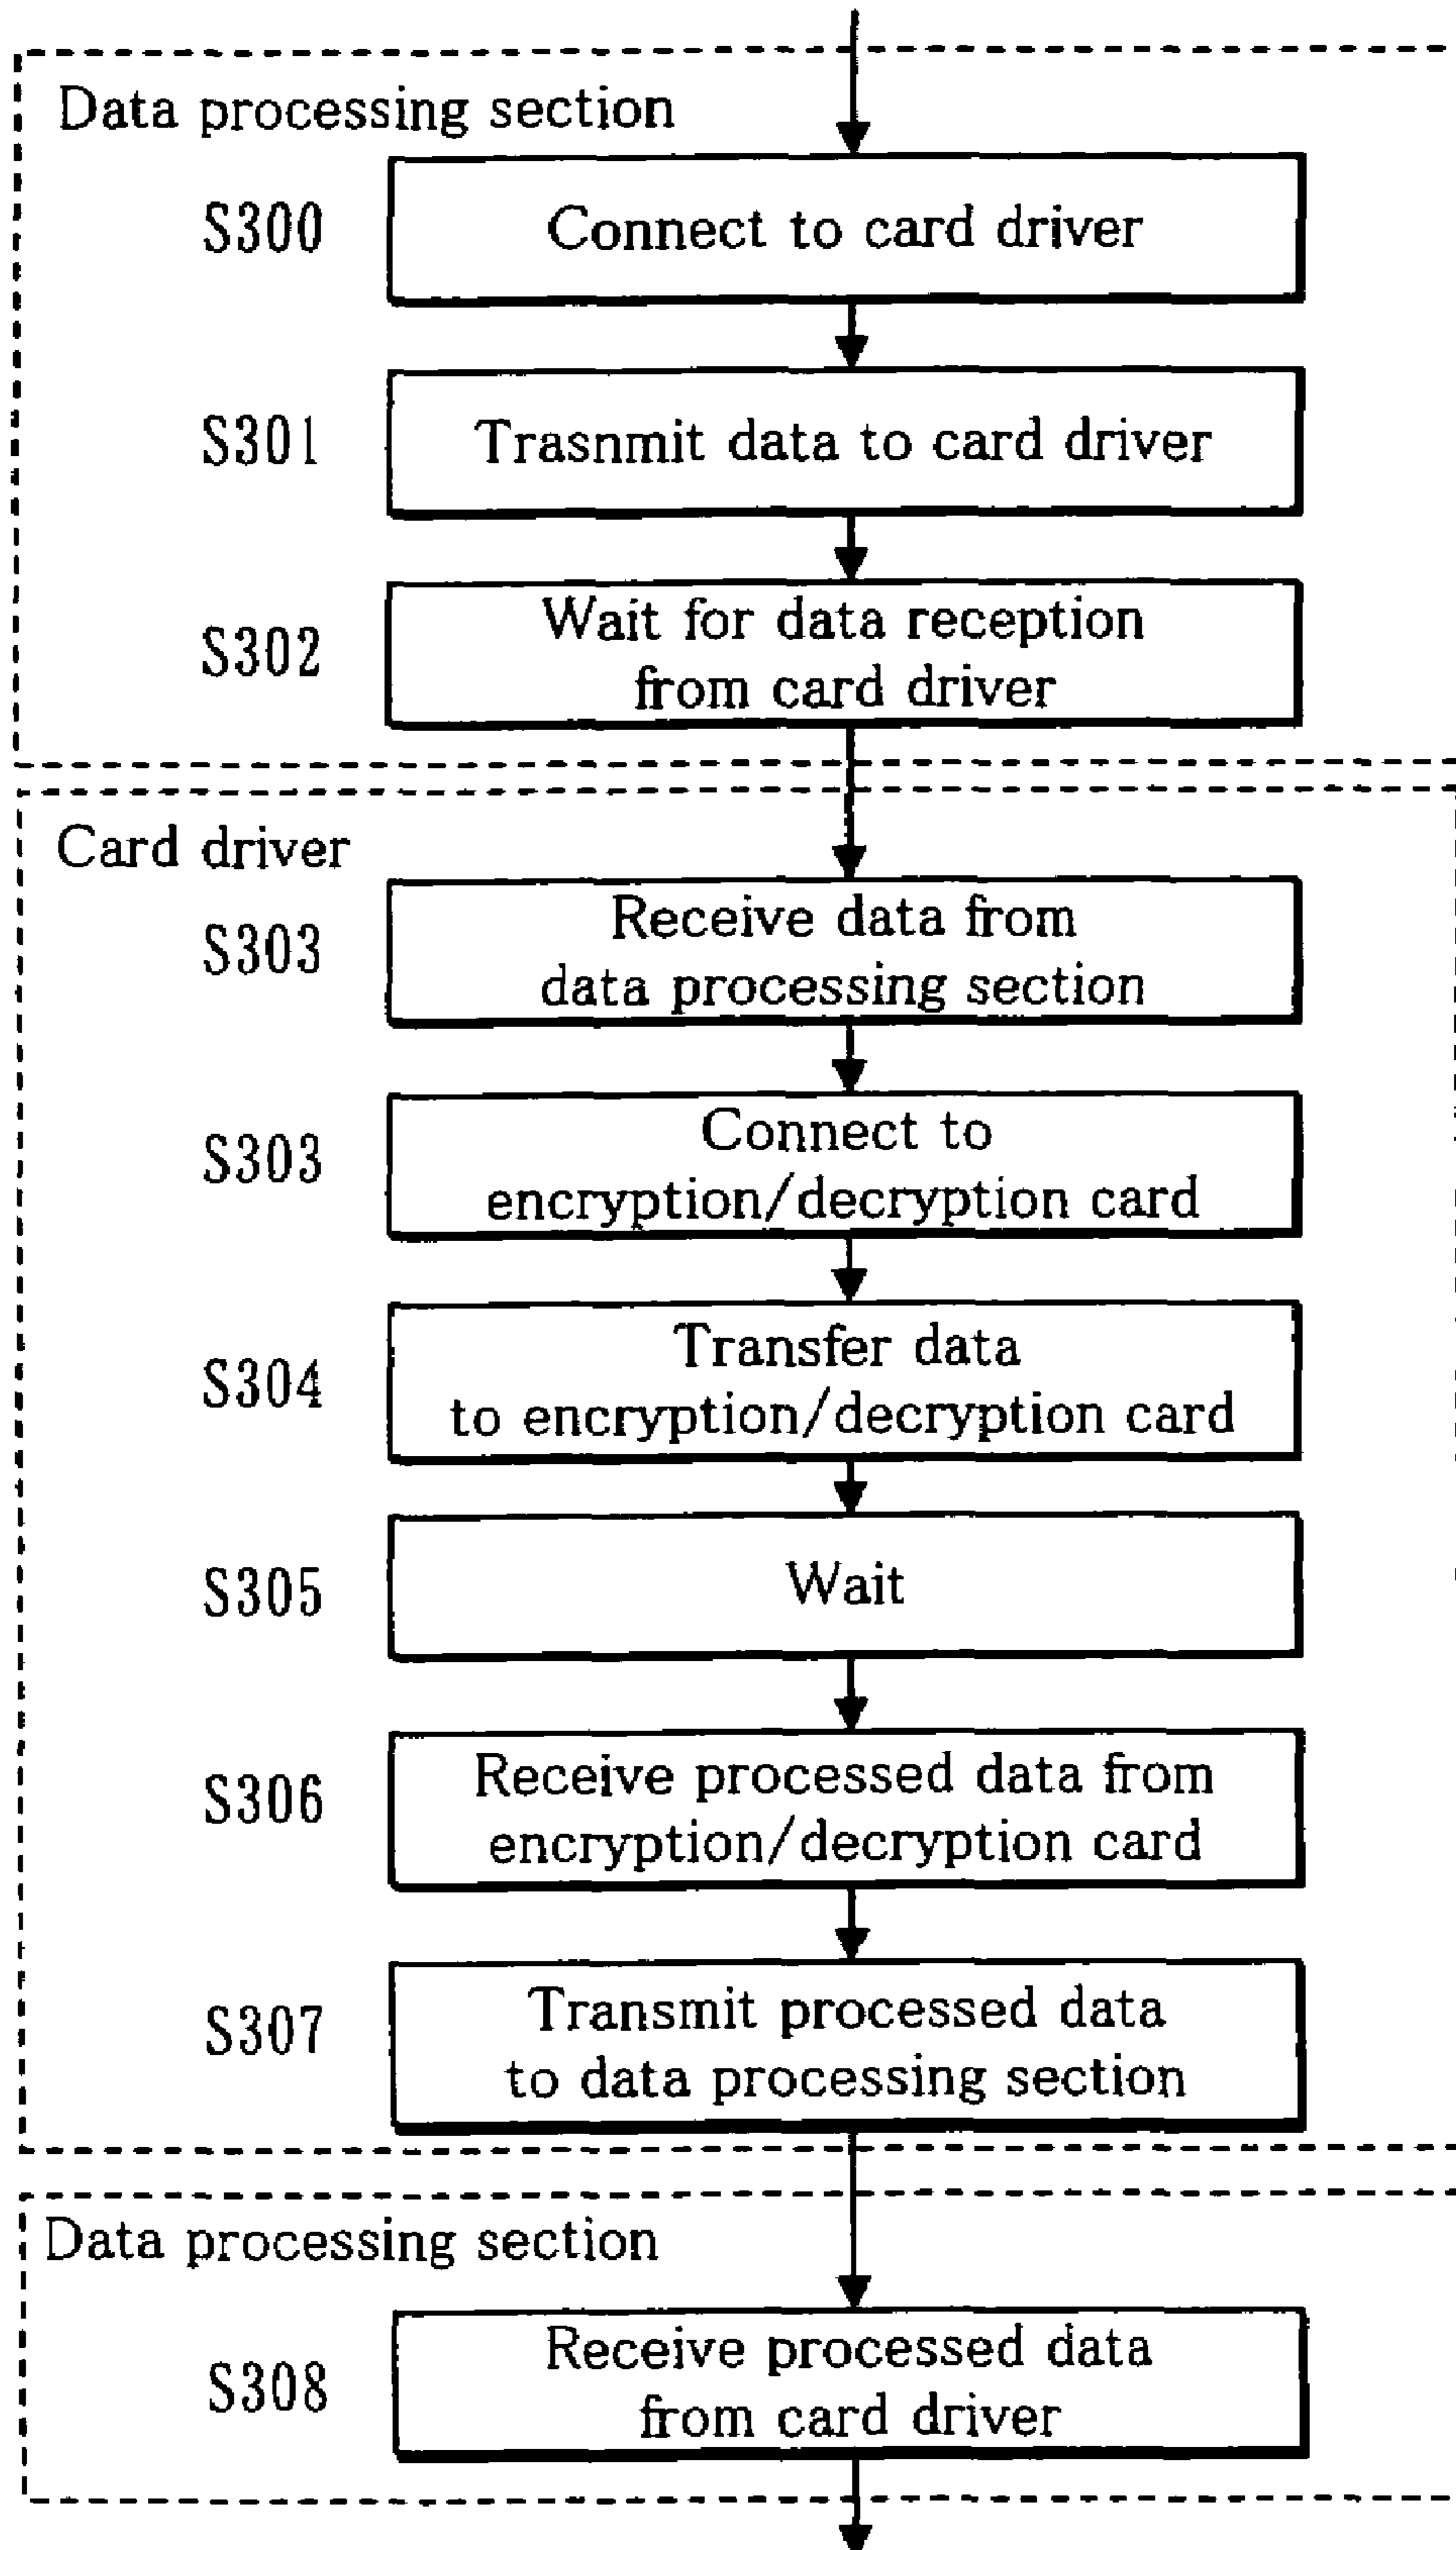 Data processing section
S300
Connect to card driver
S301
Trasnmit data to card driver
S302
Wait for data reception
from card driver
Card driver
S303
Receive data from
data processing section
S303
Connect to
encryption/decryption card
S304
Transfer data
to encryption/decryption card
S305
Wait
S306
Receive processed data from
encryption/decryption card
S307
Transmit processed data
to data processing section
Data processing section
S308
Receive processed data
from card driver